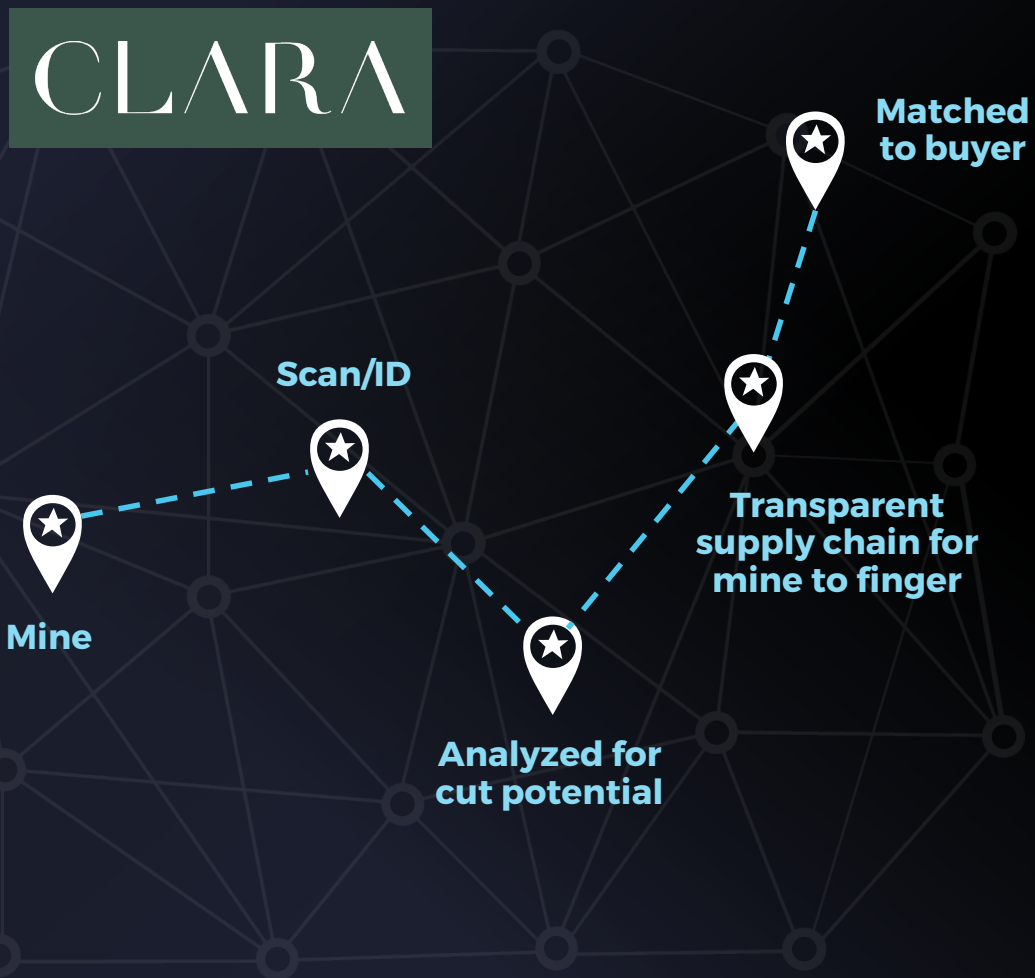 CLARA
Matched
to buyer
Scan/ID
Transparent
supply chain for
mine to finger
Mine
Analyzed for
cut potential